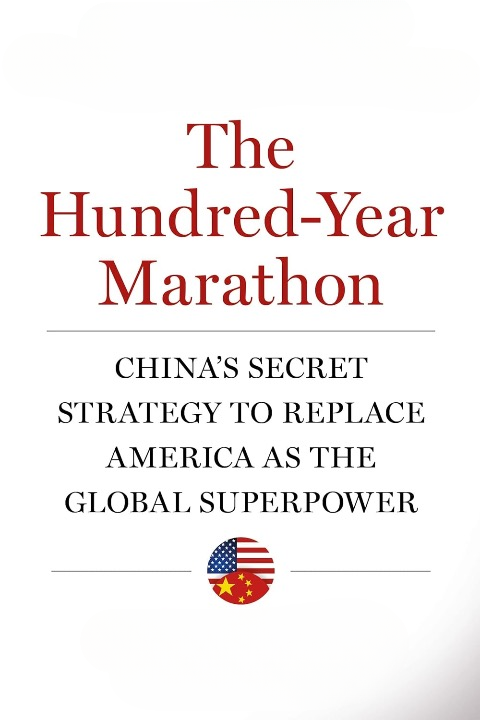 The
Hundred-Year
Marathon
CHINA’S SECRET
STRATEGY TO REPLACE
AMERICA AS THE
GLOBAL SUPERPOWER